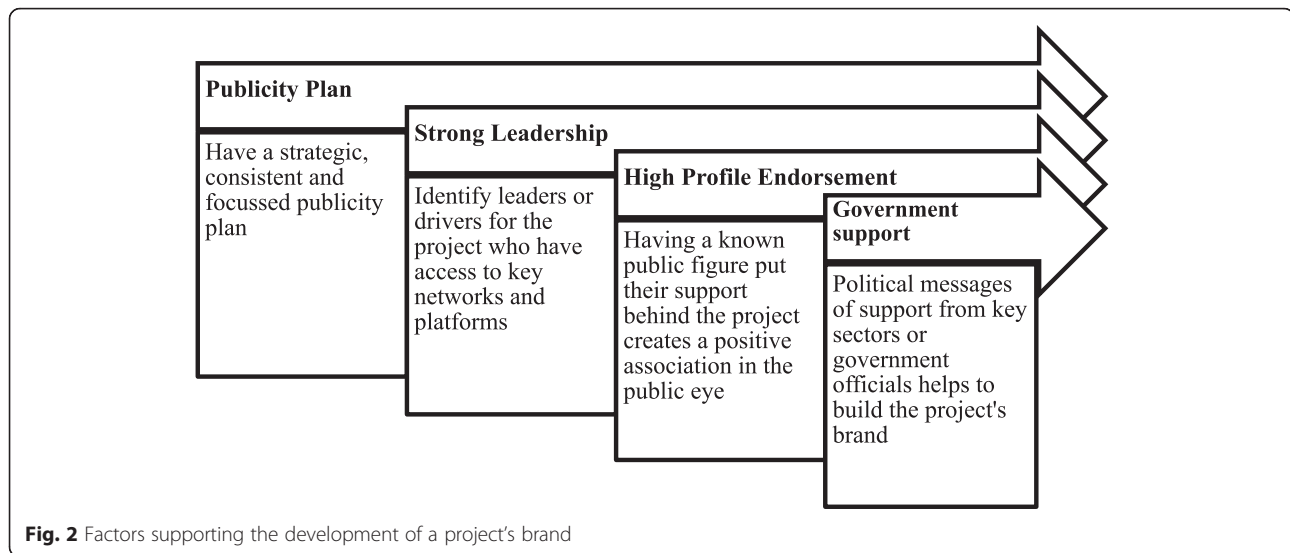 Publicity Plan
Have a strategic,
consistent and
focussed publicity
plan
Strong Leadership
Identify leaders or
drivers for the
project who have
access to key
networks and
platforms
High Profile Endorsement
Having a known
public figure put
their support
behind the project
creates a positive
association in the
public eye
Government
support
Political messages
of support from key
sectors or
government
officials helps to
build the project's
brand
Fig. 2 Factors supporting the development of a project’s brand